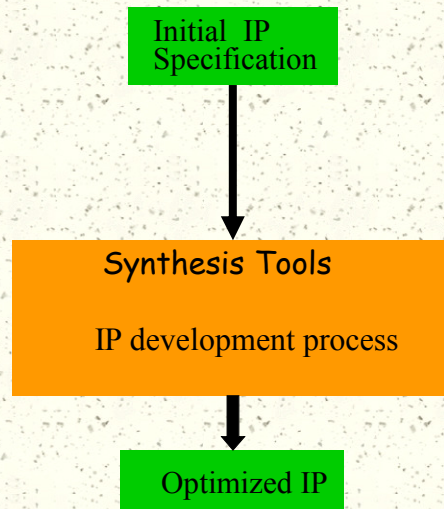 Initial IP
Specification
Synthesis Tools
IP development process
Optimized IP